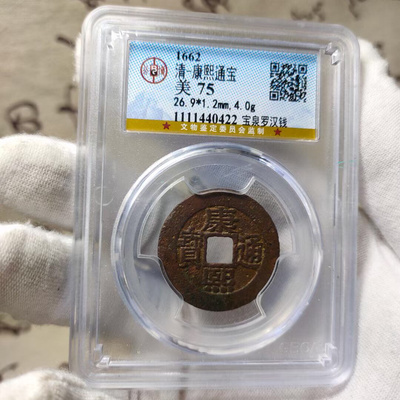 1662
清-康熙通宝
美 75
26.9*1.2mm,4.0g
1111440422 宝泉罗汉钱
★ 文物鉴定委员会监制 ★
康熙通寳